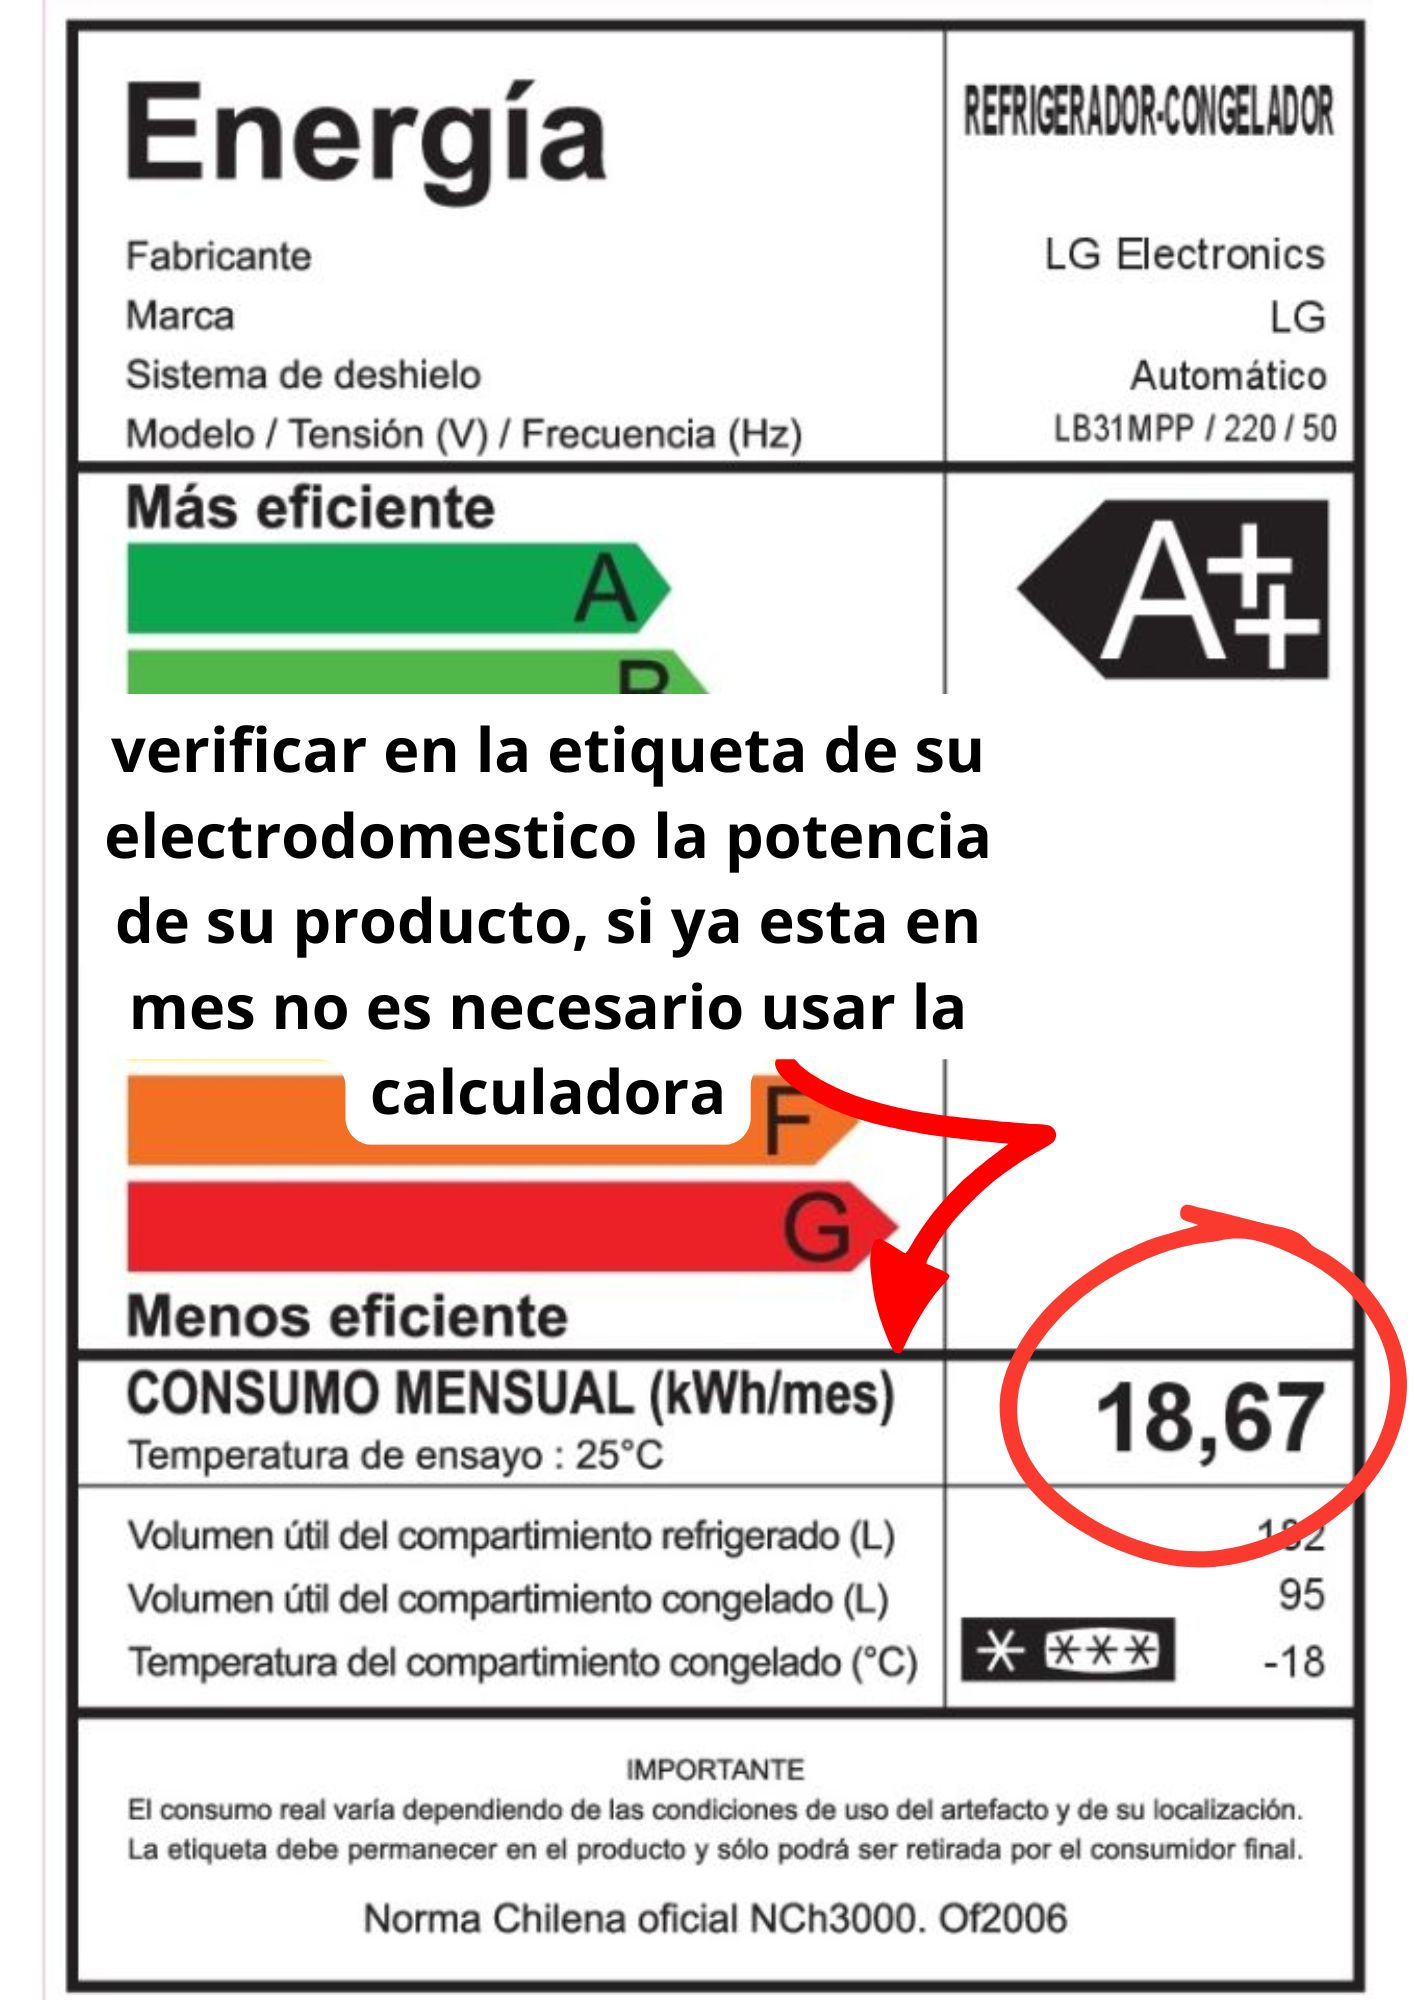 Energía
REFRIGERADOR-CONGELADOR
Fabricante LG Electronics
Marca LG
Sistema de deshielo Automático
Modelo / Tensión (V) / Frecuencia (Hz) LB31MPP / 220 / 50
Más eficiente
A
A++
B
verificar en la etiqueta de su
electrodomestico la potencia
de su producto, si ya esta en
mes no es necesario usar la
calculadora
F
G
Menos eficiente
CONSUMO MENSUAL (kWh/mes) 18,67
Temperatura de ensayo : 25°C
Volumen útil del compartimiento refrigerado (L) 182
Volumen útil del compartimiento congelado (L) 95
Temperatura del compartimiento congelado (°C) -18
IMPORTANTE
El consumo real varía dependiendo de las condiciones de uso del artefacto y de su localización.
La etiqueta debe permanecer en el producto y sólo podrá ser retirada por el consumidor final.
Norma Chilena oficial NCh3000. Of2006